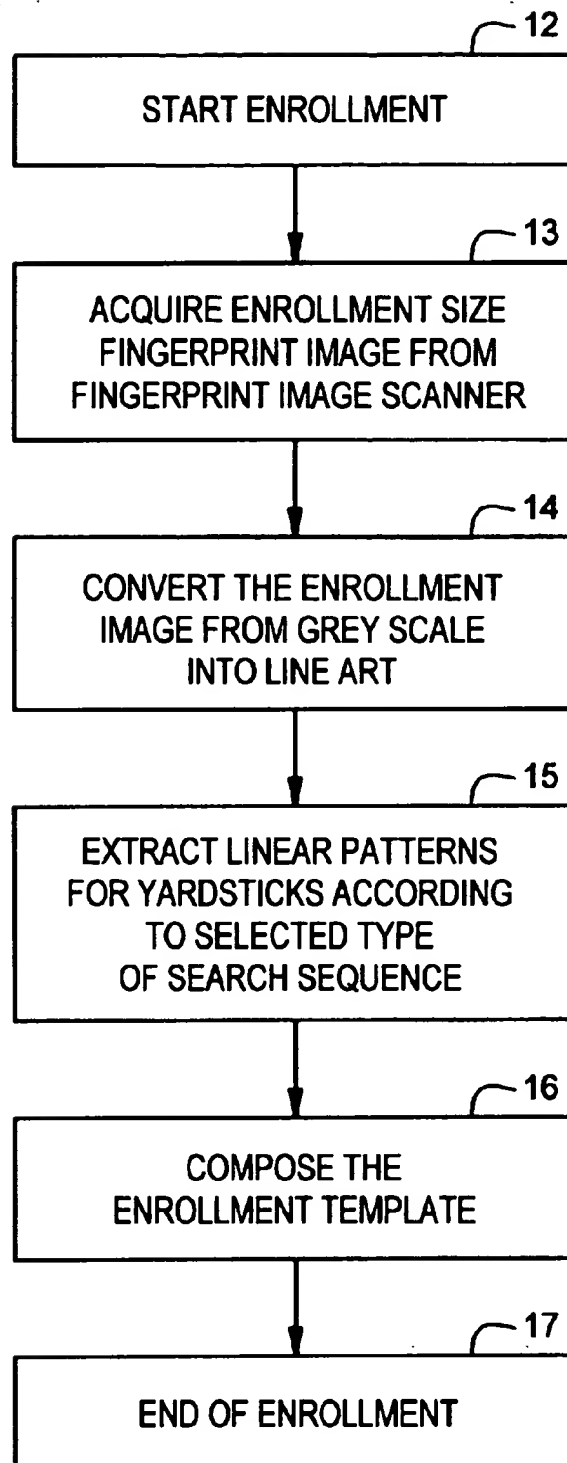 12
START ENROLLMENT
13
ACQUIRE ENROLLMENT SIZE
FINGERPRINT IMAGE FROM
FINGERPRINT IMAGE SCANNER
14
CONVERT THE ENROLLMENT
IMAGE FROM GREY SCALE
INTO LINE ART
15
EXTRACT LINEAR PATTERNS
FOR YARDSTICKS ACCORDING
TO SELECTED TYPE
OF SEARCH SEQUENCE
16
COMPOSE THE
ENROLLMENT TEMPLATE
17
END OF ENROLLMENT